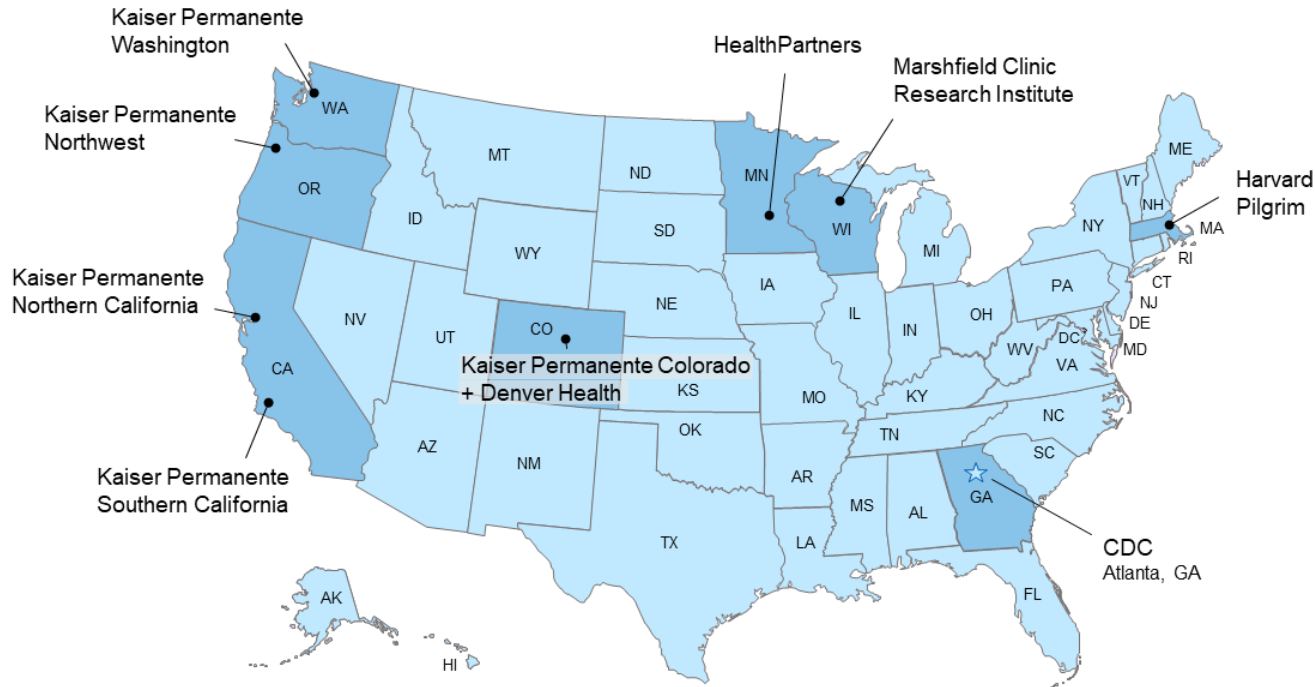 Kaiser Permanente
Washington
HealthPartners
Marshfield Clinic
Research Institute
Kaiser Permanente
Northwest
Harvard
Pilgrim
Kaiser Permanente
Northern California
Kaiser Permanente Colorado
+ Denver Health
Kaiser Permanente
Southern California
CDC
Atlanta, GA
WA
OR
CA
ID
NV
MT
WY
UT
AZ
CO
NM
ND
SD
NE
KS
OK
TX
MN
IA
MO
AR
LA
WI
IL
MI
IN
OH
KY
TN
MS
AL
GA
FL
SC
NC
VA
WV
DC
MD
DE
NJ
PA
NY
CT
RI
MA
VT
NH
ME
AK
HI